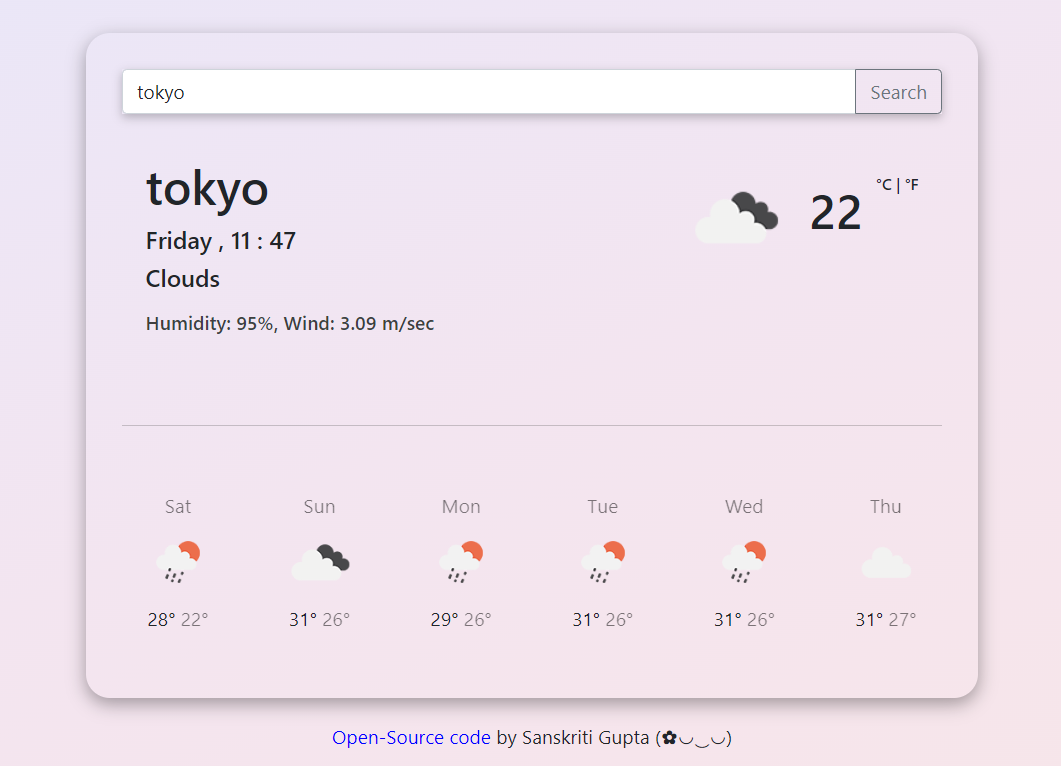 tokyo
Search
tokyo
Friday , 11 : 47
Clouds
Humidity: 95%, Wind: 3.09 m/sec
22
°C | °F
Sat Sun Mon Tue Wed Thu
28° 22° 31° 26° 29° 26° 31° 26° 31° 26° 31° 27°
Open-Source code by Sanskriti Gupta (✿◡‿◡)